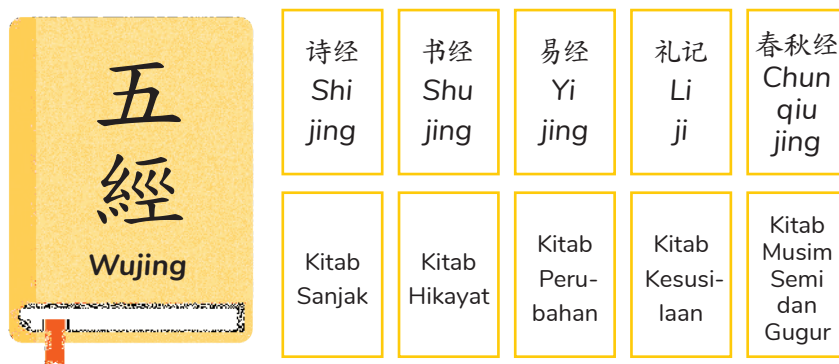 五
經
Wujing
诗经
Shi
jing
书经
Shu
jing
易经
Yi
jing
礼记
Li
ji
春秋经
Chun
qiu
jing
Kitab
Sanjak
Kitab
Hikayat
Kitab
Peru-
bahan
Kitab
Kesusi-
laan
Kitab
Musim
Semi
dan
Gugur